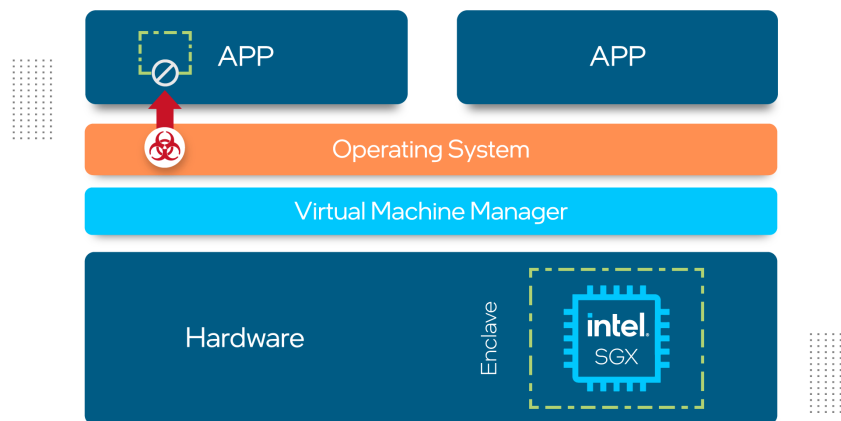 APP
APP
Operating System
Virtual Machine Manager
Hardware
Enclave
intel.
SGX